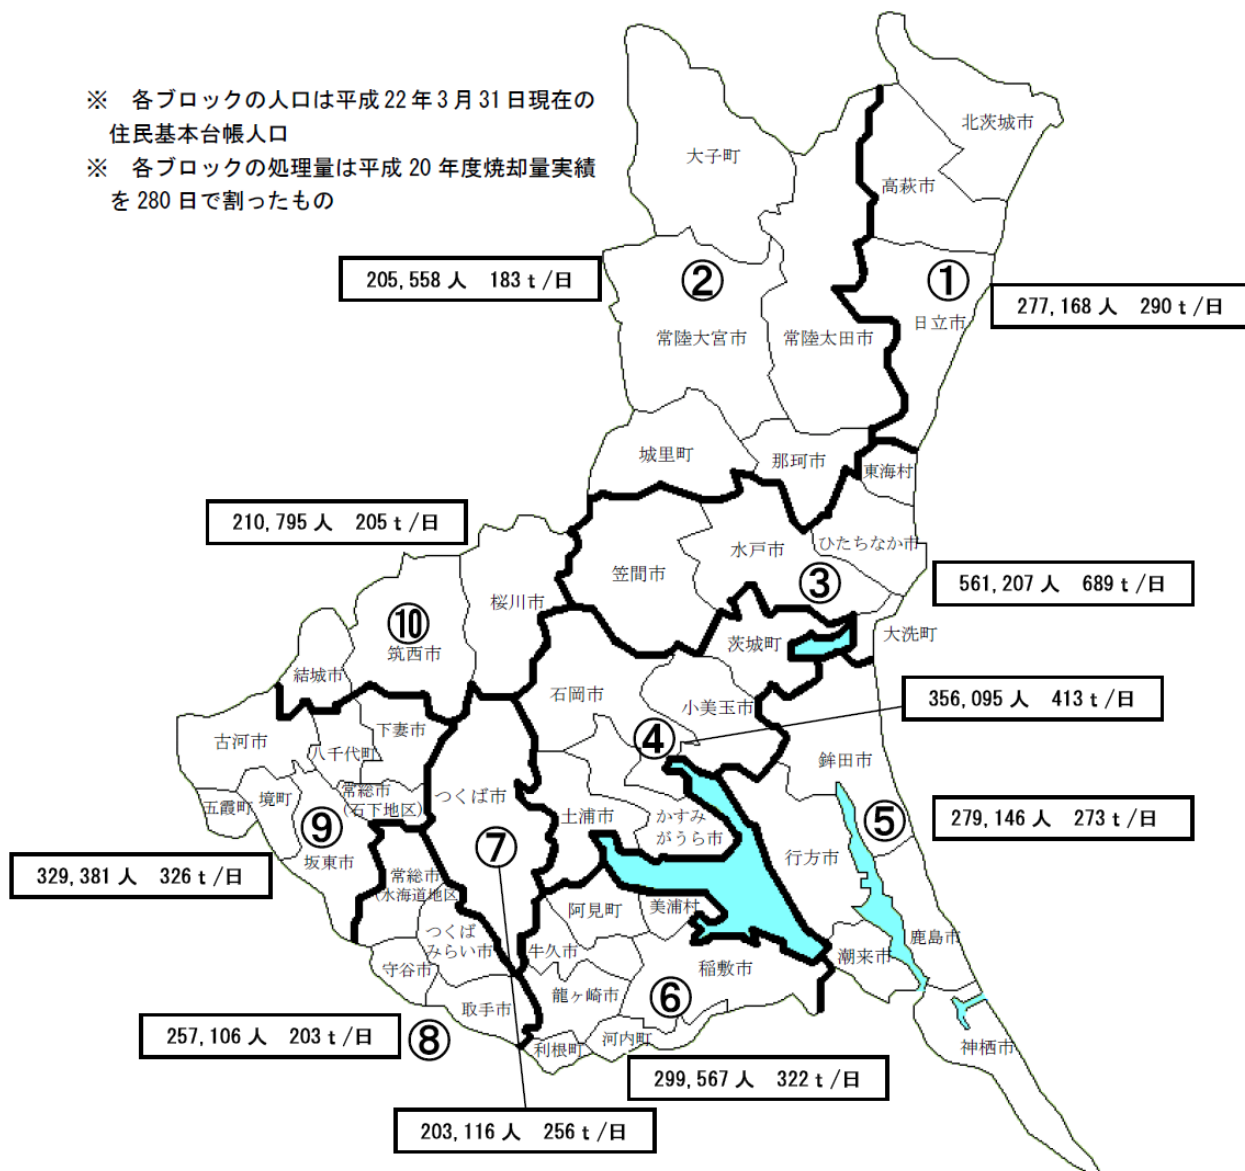 ※ 各ブロックの人口は平成22年3月31日現在の
住民基本台帳人口
※ 各ブロックの処理量は平成20年度焼却量実績
を280日で割ったもの
北茨城市
大子町
高萩市
205,558人 183t/日
②
①
277,168人 290t/日
常陸大宮市
常陸太田市
日立市
城里町
那珂市
東海村
210,795人 205t/日
水戸市
ひたちなか市
笠間市
③
561,207人 689t/日
桜川市
⑩
筑西市
茨城町
大洗町
結城市
石岡市
小美玉市
356,095人 413t/日
古河市
下妻市
八千代町
④
鉾田市
五霞町
境町
常総市
(石下地区)
つくば市
土浦市
かすみ
がうら市
⑤
279,146人 273t/日
⑨
坂東市
⑦
行方市
329,381人 326t/日
常総市
(水海道地区)
阿見町
美浦村
つくば
みらい市
牛久市
稲敷市
潮来市
鹿島市
守谷市
取手市
龍ヶ崎市
⑥
257,106人 203t/日
⑧
利根町
河内町
神栖市
299,567人 322t/日
203,116人 256t/日